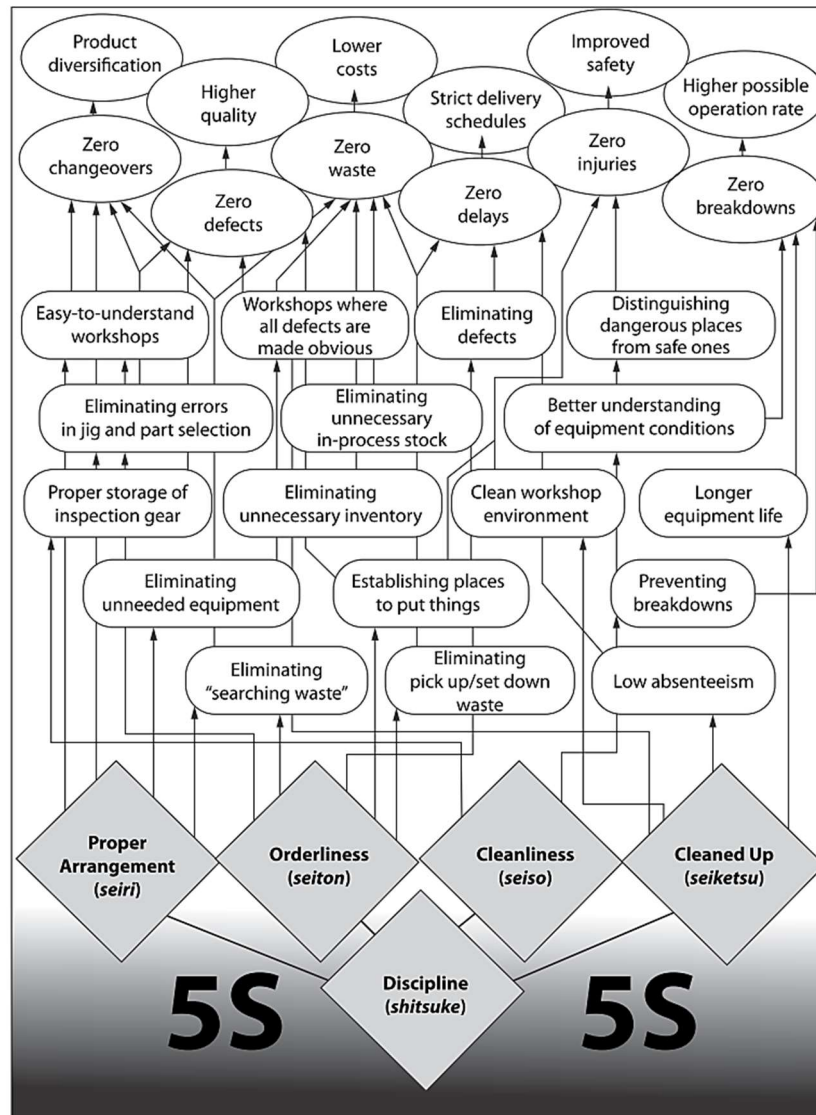 Product
diversification
Higher
quality
Lower
costs
Strict delivery
schedules
Improved
safety
Higher possible
operation rate
Zero
changeovers
Zero
defects
Zero
waste
Zero
delays
Zero
injuries
Zero
breakdowns
Easy-to-understand
workshops
Workshops where
all defects are
made obvious
Eliminating
defects
Distinguishing
dangerous places
from safe ones
Eliminating errors
in jig and part selection
Eliminating
unnecessary
in-process stock
Better understanding
of equipment conditions
Proper storage of
inspection gear
Eliminating
unnecessary inventory
Clean workshop
environment
Longer
equipment life
Eliminating
unneeded equipment
Establishing places
to put things
Preventing
breakdowns
Eliminating
“searching waste”
Eliminating
pick up/set down
waste
Low absenteeism
Proper
Arrangement
(seiri)
Orderliness
(seiton)
Cleanliness
(seiso)
Cleaned Up
(seiketsu)
Discipline
(shitsuke)
5S
5S